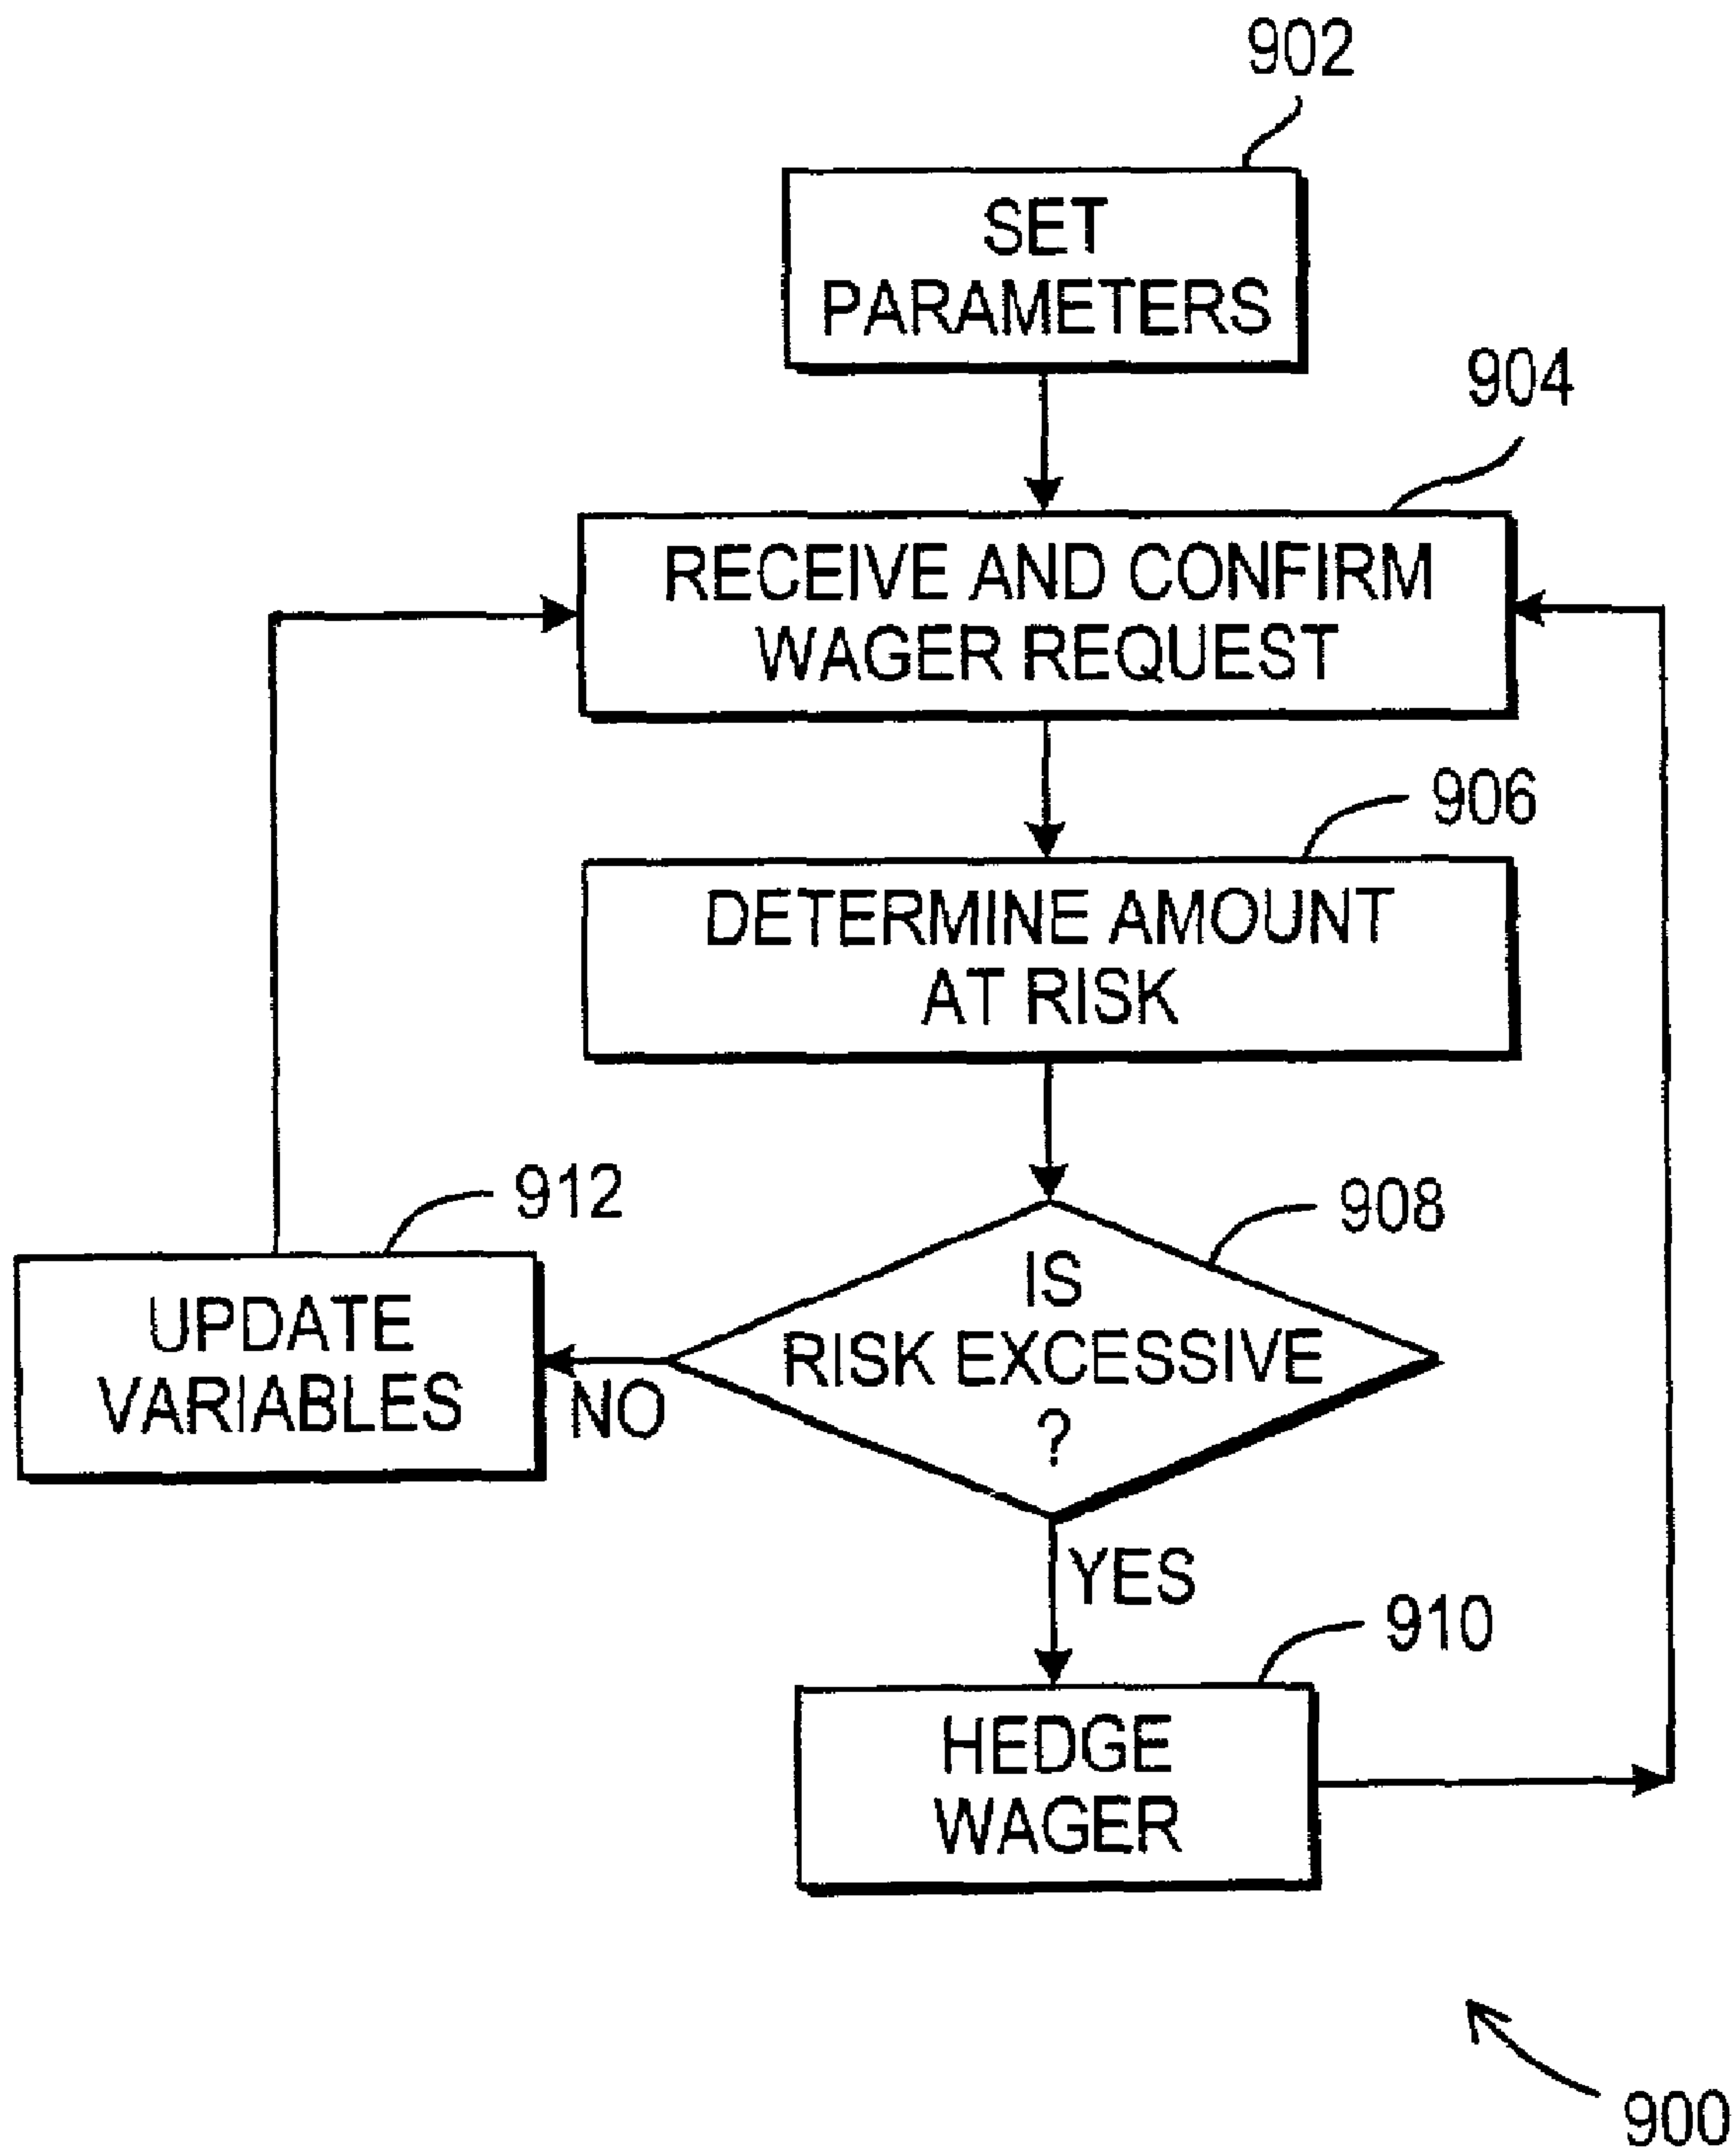 902
SET
PARAMETERS
904
RECEIVE AND CONFIRM
WAGER REQUEST
906
DETERMINE AMOUNT
AT RISK
912
908
UPDATE
VARIABLES
NO
IS
RISK EXCESSIVE
?
YES
910
HEDGE
WAGER
900